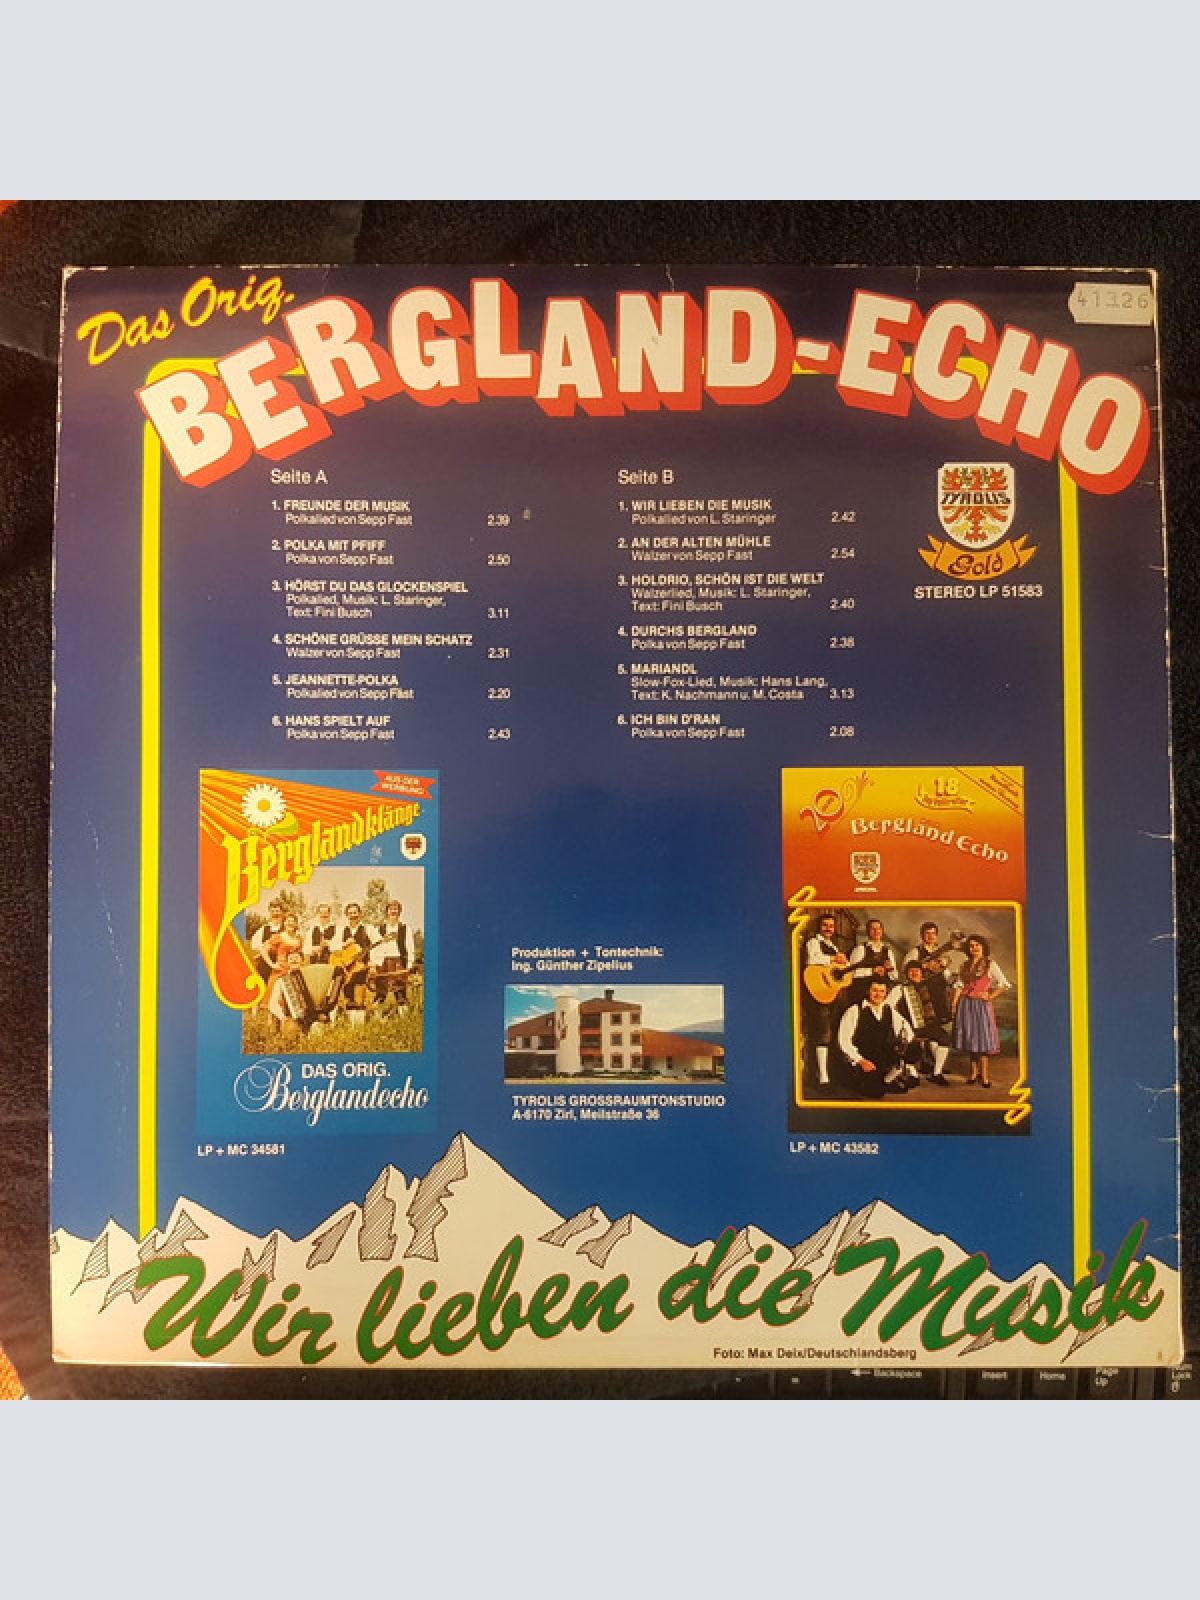 Das Orig.
BERGLAND-ECHO
41326
Seite A
1. FREUNDE DER MUSIK
Polkalied von Sepp Fast 2.39
2. POLKA MIT PFIFF
Polka von Sepp Fast 2.50
3. HÖRST DU DAS GLOCKENSPIEL
Polkalied, Musik: L. Staringer,
Text: Fini Busch 3.11
4. SCHÖNE GRÜSSE MEIN SCHATZ
Walzer von Sepp Fast 2.31
5. JEANNETTE-POLKA
Polkalied von Sepp Fast 2.20
6. HANS SPIELT AUF
Polka von Sepp Fast 2.43
Seite B
1. WIR LIEBEN DIE MUSIK
Polkalied von L. Staringer 2.42
2. AN DER ALTEN MÜHLE
Walzer von Sepp Fast 2.54
3. HOLDRIO, SCHÖN IST DIE WELT
Walzerlied, Musik: L. Staringer,
Text: Fini Busch 2.40
4. DURCHS BERGLAND
Polka von Sepp Fast 2.38
5. MARIANDL
Slow-Fox-Lied, Musik: Hans Lang,
Text: K. Nachmann u. M. Costa 3.13
6. ICH BIN D'RAN
Polka von Sepp Fast 2.08
TYROLIS
Gold
STEREO LP 51583
AUS DER
WERBUNG
Berglandklänge
DAS ORIG.
Berglandecho
LP + MC 34581
Produktion + Tontechnik:
Ing. Günther Zipelius
TYROLIS GROSSRAUMTONSTUDIO
A-6170 Zirl, Meilstraße 36
20
18
Bergland Echo
LP + MC 43582
Wir lieben die Musik
Foto: Max Deix/Deutschlandsberg
Backspace
Insert
Home
Page
Up
Lock